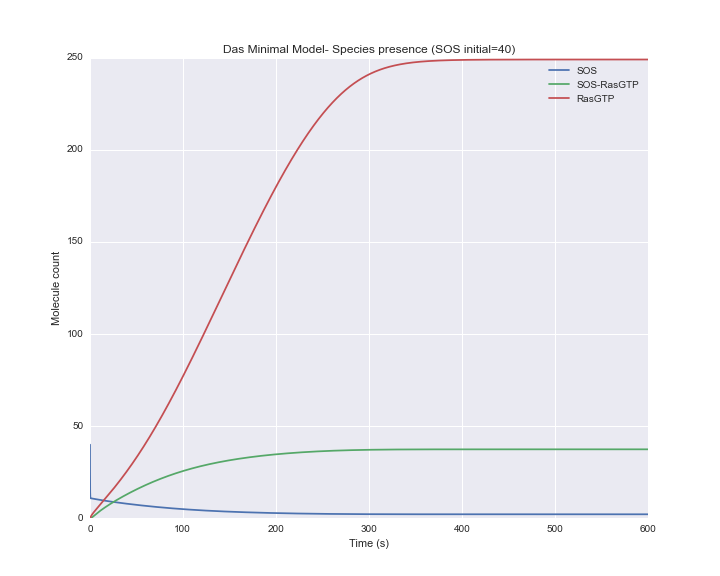 Das Minimal Model- Species presence (SOS initial=40)
SOS
SOS-RasGTP
RasGTP
250
200
150
100
50
0
Molecule count
0 100 200 300 400 500 600
Time (s)